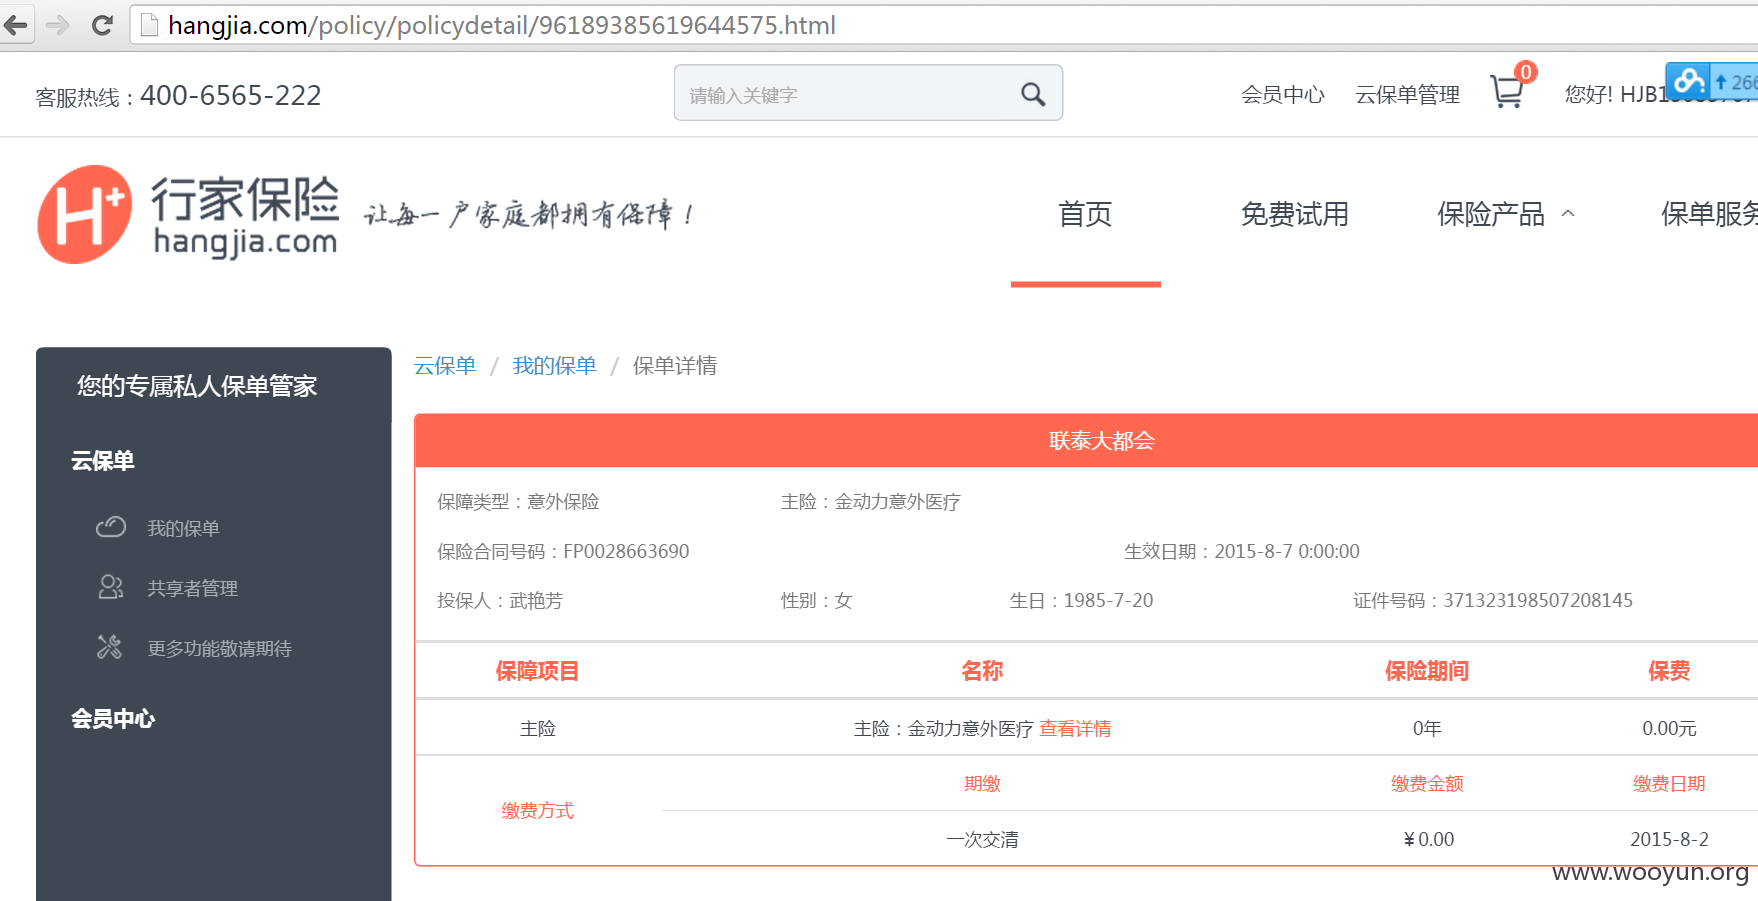 hangjia.com/policy/policydetail/96189385619644575.html
客服热线：400-6565-222
请输入关键字
会员中心 云保单管理 0 您好! 266
行家保险
hangjia.com
让每一户家庭都拥有保障！
首页 免费试用 保险产品 保单服务
您的专属私人保单管家
云保单
我的保单
共享者管理
更多功能敬请期待
会员中心
云保单 / 我的保单 / 保单详情
联泰大都会
保障类型：意外保险 主险：金动力意外医疗
保险合同号码：FP0028663690 生效日期：2015-8-7 0:00:00
投保人：武艳芳 性别：女 生日：1985-7-20 证件号码：371323198507208145
保障项目 名称 保险期间 保费
主险 主险：金动力意外医疗 查看详情 0年 0.00元
缴费方式 期缴 缴费金额 缴费日期
一次交清 ¥0.00 2015-8-2
www.wooyun.org